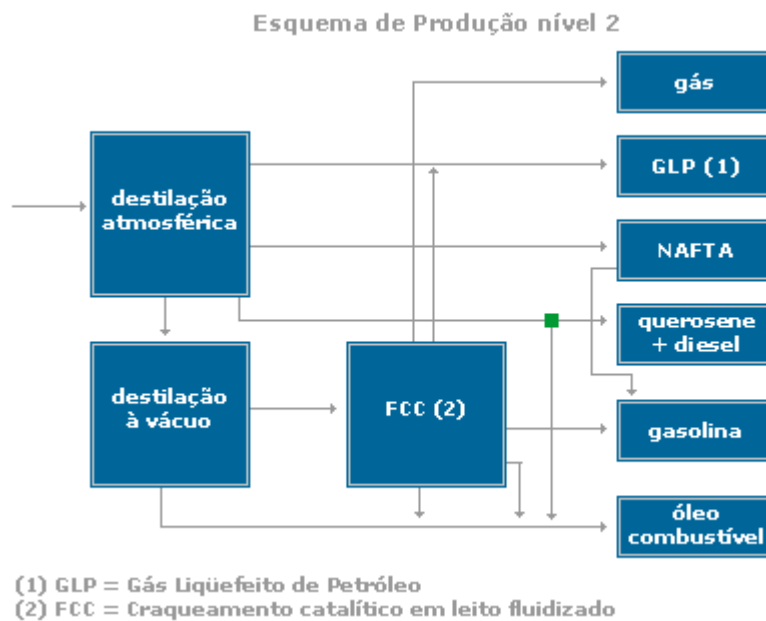 Esquema de Produção nível 2
gás
destilação
atmosférica
GLP (1)
NAFTA
querosene
+ diesel
destilação
à vácuo
FCC (2)
gasolina
óleo
combustível
(1) GLP = Gás Liqüefeito de Petróleo
(2) FCC = Craqueamento catalítico em leito fluidizado